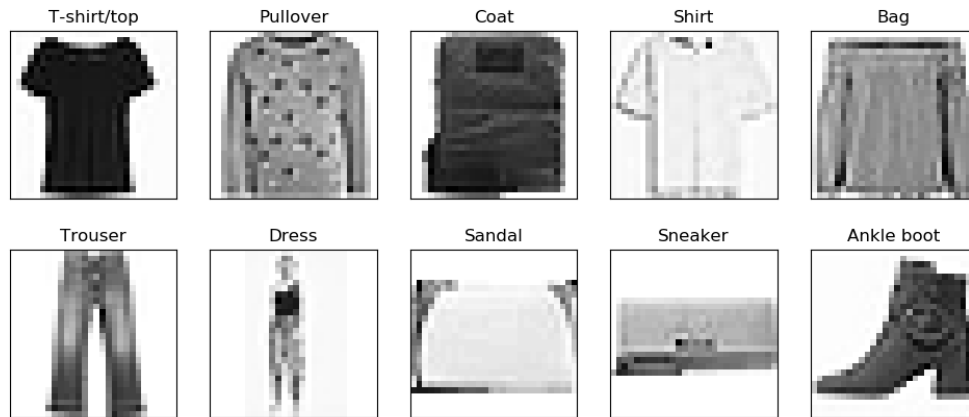 T-shirt/top
Pullover
Coat
Shirt
Bag
Trouser
Dress
Sandal
Sneaker
Ankle boot